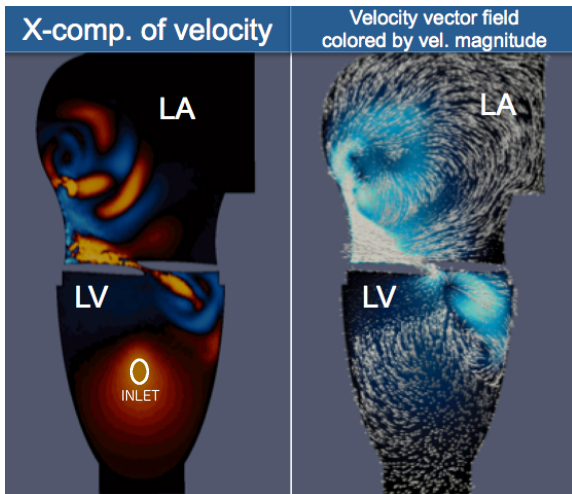 X-comp. of velocity
Velocity vector field
colored by vel. magnitude
LA
LA
LV
LV
INLET